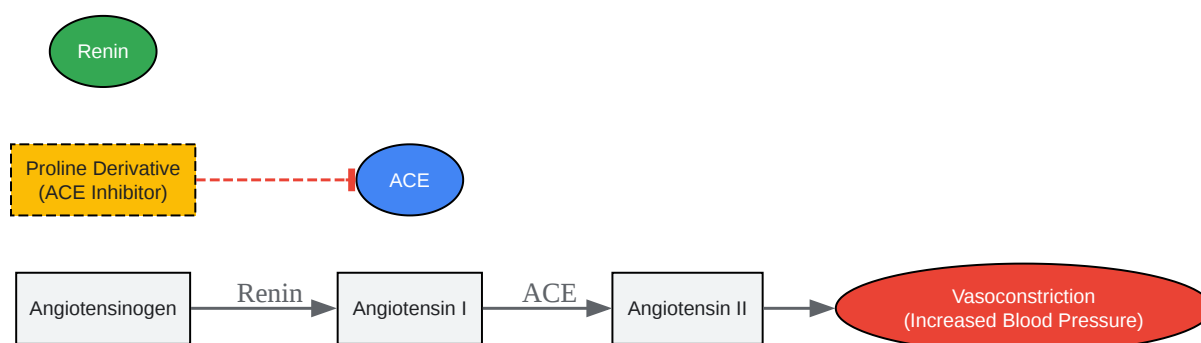 Renin
Proline Derivative
(ACE Inhibitor)
ACE
Angiotensinogen
Renin
Angiotensin I
ACE
Angiotensin II
Vasoconstriction
(Increased Blood Pressure)